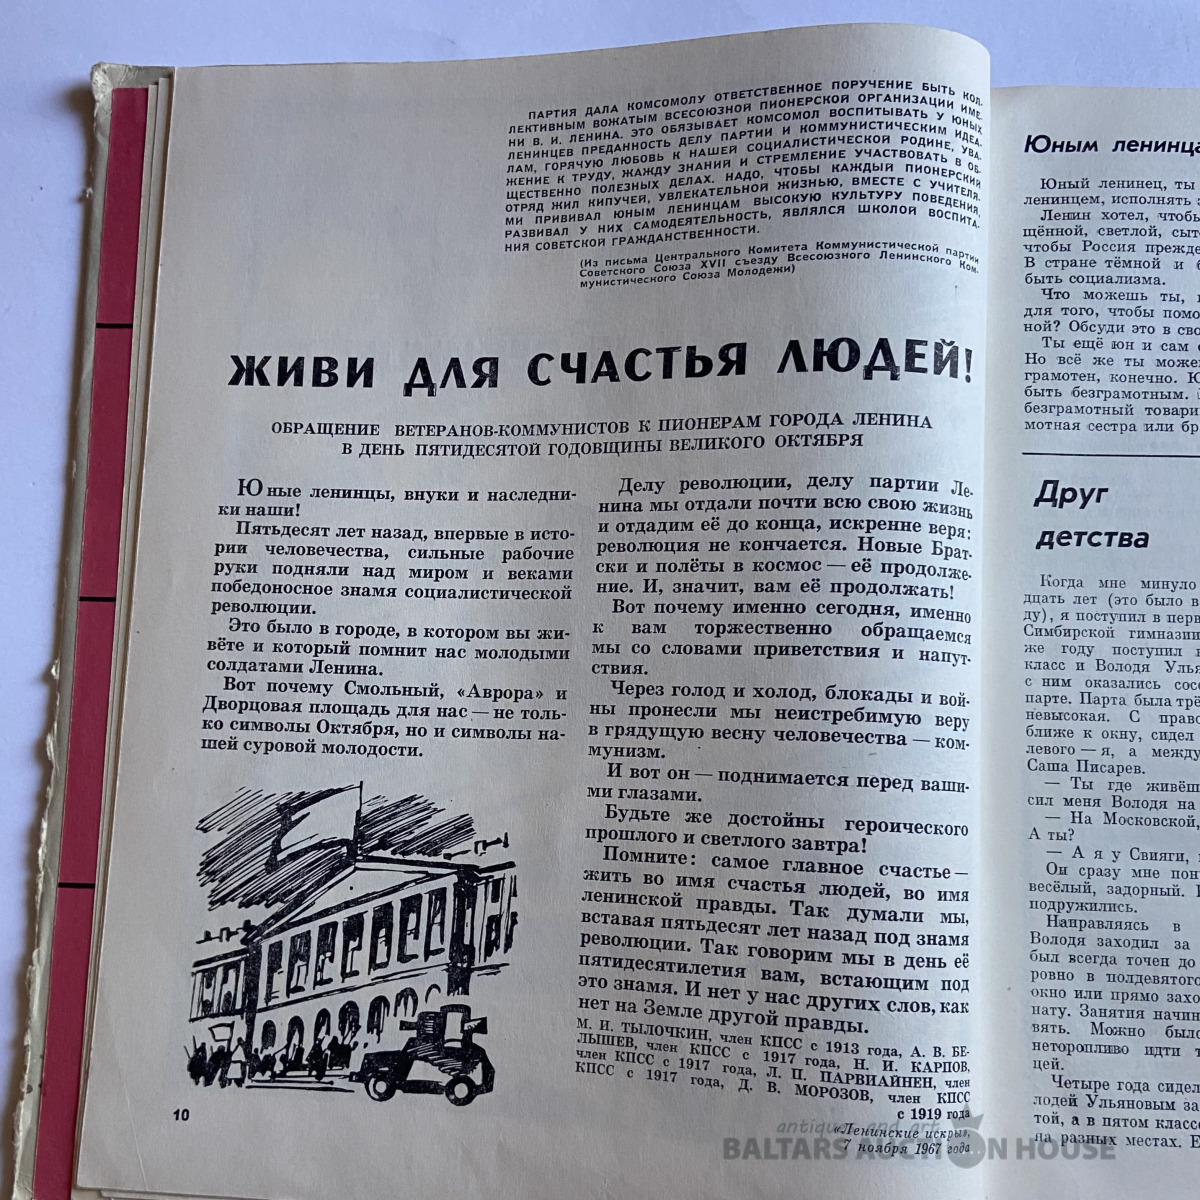 ПАРТИЯ ДАЛА КОМСОМОЛУ ОТВЕТСТВЕННОЕ ПОРУЧЕНИЕ БЫТЬ КОЛ-
ЛЕКТИВНЫМ ВОЖАТЫМ ВСЕСОЮЗНОЙ ПИОНЕРСКОЙ ОРГАНИЗАЦИИ ИМЕ-
НИ В. И. ЛЕНИНА. ЭТО ОБЯЗЫВАЕТ КОМСОМОЛ ВОСПИТЫВАТЬ У ЮНЫХ
ЛЕНИНЦЕВ ПРЕДАННОСТЬ ДЕЛУ ПАРТИИ И КОММУНИСТИЧЕСКИМ ИДЕА-
ЛАМ, ГОРЯЧУЮ ЛЮБОВЬ К НАШЕЙ СОЦИАЛИСТИЧЕСКОЙ РОДИНЕ, УВА-
ЖЕНИЕ К ТРУДУ, ЖАЖДУ ЗНАНИЙ И СТРЕМЛЕНИЕ УЧАСТВОВАТЬ В ОБ-
ЩЕСТВЕННО ПОЛЕЗНЫХ ДЕЛАХ. НАДО, ЧТОБЫ КАЖДЫЙ ПИОНЕРСКИЙ
ОТРЯД ЖИЛ КИПУЧЕЙ, УВЛЕКАТЕЛЬНОЙ ЖИЗНЬЮ, ВМЕСТЕ С УЧИТЕЛЯ-
МИ ПРИВИВАЛ ЮНЫМ ЛЕНИНЦАМ ВЫСОКУЮ КУЛЬТУРУ ПОВЕДЕНИЯ,
РАЗВИВАЛ У НИХ САМОДЕЯТЕЛЬНОСТЬ, ЯВЛЯЛСЯ ШКОЛОЙ ВОСПИТА-
НИЯ СОВЕТСКОЙ ГРАЖДАНСТВЕННОСТИ.
(Из письма Центрального Комитета Коммунистической партии
Советского Союза XVII съезду Всесоюзного Ленинского Ком-
мунистического Союза Молодежи)
ЖИВИ ДЛЯ СЧАСТЬЯ ЛЮДЕЙ!
ОБРАЩЕНИЕ ВЕТЕРАНОВ-КОММУНИСТОВ К ПИОНЕРАМ ГОРОДА ЛЕНИНА
В ДЕНЬ ПЯТИДЕСЯТОЙ ГОДОВЩИНЫ ВЕЛИКОГО ОКТЯБРЯ
Юные ленинцы, внуки и наследни-
ки наши!
Пятьдесят лет назад, впервые в исто-
рии человечества, сильные рабочие
руки подняли над миром и веками
победоносное знамя социалистической
революции.
Это было в городе, в котором вы жи-
вёте и который помнит нас молодыми
солдатами Ленина.
Вот почему Смольный, «Аврора» и
Дворцовая площадь для нас — не толь-
ко символы Октября, но и символы на-
шей суровой молодости.
Делу революции, делу партии Ле-
нина мы отдали почти всю свою жизнь
и отдадим её до конца, искренне веря:
революция не кончается. Новые Брат-
ски и полёты в космос — её продолже-
ние. И, значит, вам её продолжать!
Вот почему именно сегодня, именно
к вам торжественно обращаемся
мы со словами приветствия и напут-
ствия.
Через голод и холод, блокады и вой-
ны пронесли мы неистребимую веру
в грядущую весну человечества — ком-
мунизм.
И вот он — поднимается перед ваши-
ми глазами.
Будьте же достойны героического
прошлого и светлого завтра!
Помните: самое главное счастье —
жить во имя счастья людей, во имя
ленинской правды. Так думали мы,
вставая пятьдесят лет назад под знамя
революции. Так говорим мы в день её
пятидесятилетия вам, встающим под
это знамя. И нет у нас других слов, как
нет на Земле другой правды.
М. И. ТЫЛОЧКИН, член КПСС с 1913 года, А. В. БЕ-
ЛЫШЕВ, член КПСС с 1917 года, Н. И. КАРПОВ,
член КПСС с 1917 года, Л. П. ПАРВИАЙНЕН, член
КПСС с 1917 года, Д. В. МОРОЗОВ, член КПСС
с 1919 года
«Ленинские искры»,
7 ноября 1967 года
10
Юным ленинца
Юный ленинец, ты
ленинцем, исполнять
Ленин хотел, чтобы
щённой, светлой, сыт
чтобы Россия прежде
В стране тёмной и
быть социализма.
Что можешь ты,
для того, чтобы помо
ной? Обсуди это в сво
Ты ещё юн и сам
Но всё же ты може
грамотен, конечно. Ю
быть безграмотным.
безграмотный товари
мотная сестра или бр
Друг
детства
Когда мне минуло
дцать лет (это было в
ду), я поступил в перв
Симбирской гимнази
же году поступил
класс и Володя Улья
с ним оказались сос
парте. Парта была трё
невысокая. С право
ближе к окну, сидел
левого — я, а между
Саша Писарев.
— Ты где живёш
сил меня Володя на
— На Московской,
А ты?
— А я у Свияги,
Он сразу мне пон
весёлый, задорный.
подружились.
Направляясь в
Володя заходил за
был всегда точен до
ровно в полдевятого
окно или прямо захо
нату. Занятия начин
вять. Можно было
неторопливо идти
цей.
Четыре года сидел
лодей Ульяновым за
той, а в пятом классе
на разных местах. Е
antique and art
BALTARS AUCTION HOUSE